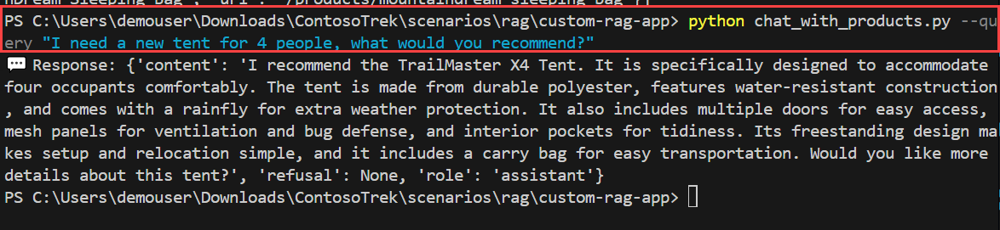 PS C:\Users\demouser\Downloads\ContosoTrek\scenarios\rag\custom-rag-app> python chat_with_products.py --qu
ery "I need a new tent for 4 people, what would you recommend?"
💬 Response: {'content': 'I recommend the TrailMaster X4 Tent. It is specifically designed to accommodate
four occupants comfortably. The tent is made from durable polyester, features water-resistant construction
, and comes with a rainfly for extra weather protection. It also includes multiple doors for easy access,
mesh panels for ventilation and bug defense, and interior pockets for tidiness. Its freestanding design ma
kes setup and relocation simple, and it includes a carry bag for easy transportation. Would you like more
details about this tent?', 'refusal': None, 'role': 'assistant'}
PS C:\Users\demouser\Downloads\ContosoTrek\scenarios\rag\custom-rag-app>